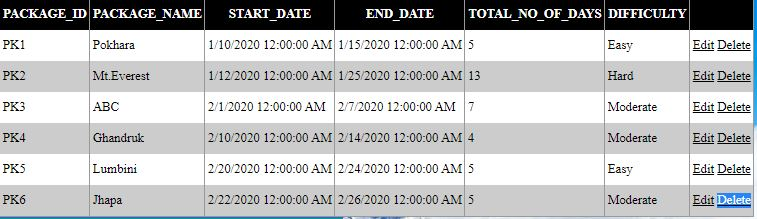 PACKAGE_ID PACKAGE_NAME START_DATE END_DATE TOTAL_NO_OF_DAYS DIFFICULTY
PK1 Pokhara 1/10/2020 12:00:00 AM 1/15/2020 12:00:00 AM 5 Easy Edit Delete
PK2 Mt.Everest 1/12/2020 12:00:00 AM 1/25/2020 12:00:00 AM 13 Hard Edit Delete
PK3 ABC 2/1/2020 12:00:00 AM 2/7/2020 12:00:00 AM 7 Moderate Edit Delete
PK4 Ghandruk 2/10/2020 12:00:00 AM 2/14/2020 12:00:00 AM 4 Moderate Edit Delete
PK5 Lumbini 2/20/2020 12:00:00 AM 2/24/2020 12:00:00 AM 5 Easy Edit Delete
PK6 Jhapa 2/22/2020 12:00:00 AM 2/26/2020 12:00:00 AM 5 Moderate Edit Delete